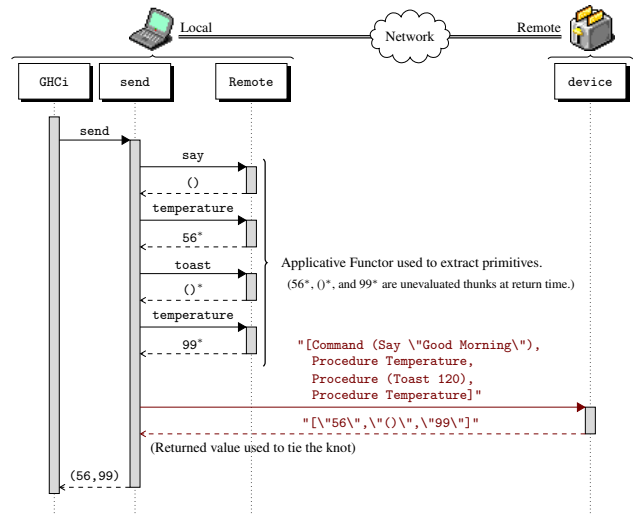 Local
Network
Remote
GHCi
send
Remote
device
send
say
()
temperature
56*
toast
()*
temperature
99*
Applicative Functor used to extract primitives.
(56*, ()*, and 99* are unevaluated thunks at return time.)
"[Command (Say \"Good Morning\"),
Procedure Temperature,
Procedure (Toast 120),
Procedure Temperature]"
"[\"56\",\"()\",\"99\"]"
(Returned value used to tie the knot)
(56,99)